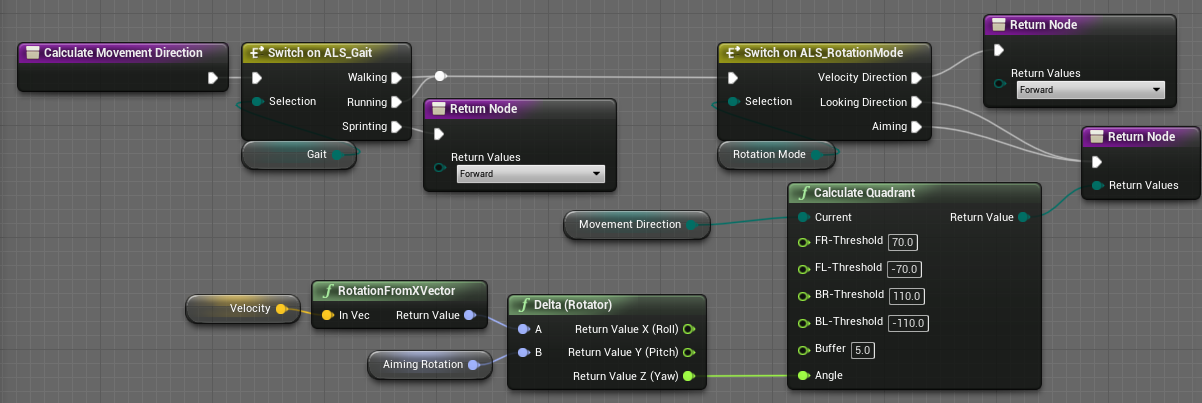 Calculate Movement Direction
Switch on ALS_Gait
Walking
Selection
Running
Sprinting
Gait
Return Node
Return Values
Forward
Switch on ALS_RotationMode
Velocity Direction
Selection
Looking Direction
Aiming
Rotation Mode
Return Node
Return Values
Forward
Return Node
Return Values
Movement Direction
Calculate Quadrant
Current
Return Value
FR-Threshold 70.0
FL-Threshold -70.0
BR-Threshold 110.0
BL-Threshold -110.0
Buffer 5.0
Angle
Velocity
RotationFromXVector
In Vec
Return Value
Aiming Rotation
Delta (Rotator)
A
Return Value X (Roll)
B
Return Value Y (Pitch)
Return Value Z (Yaw)